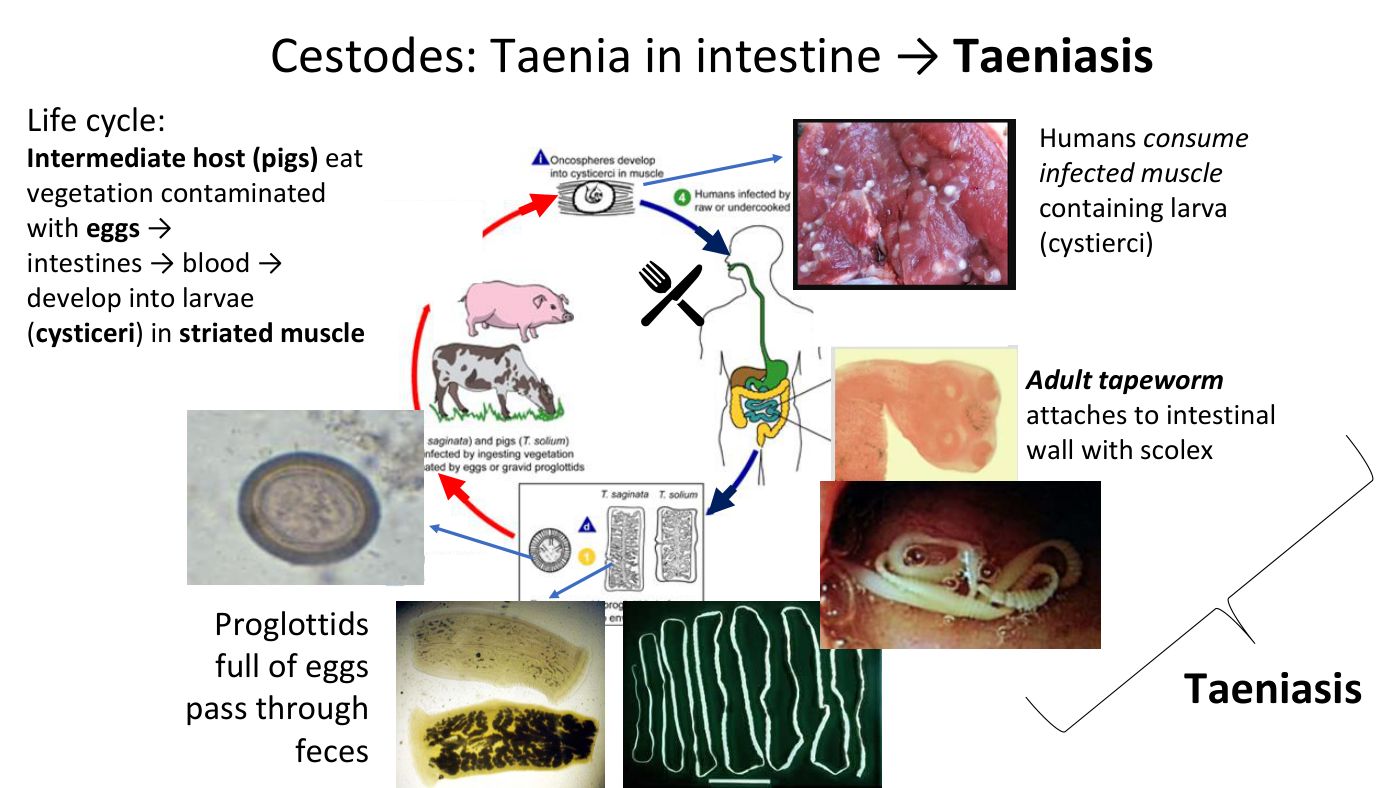 Cestodes: Taenia in intestine → Taeniasis
Life cycle:
Intermediate host (pigs) eat
vegetation contaminated
with eggs →
intestines → blood →
develop into larvae
(cysticeri) in striated muscle
i
Oncospheres develop
into cysticerci in muscle
4
Humans infected by
raw or undercooked
Humans consume
infected muscle
containing larva
(cystierci)
Adult tapeworm
attaches to intestinal
wall with scolex
saginata) and pigs (T. solium)
nfected by ingesting vegetation
ated by eggs or gravid proglottids
T. saginata T. solium
d
1
Proglottids
full of eggs
pass through
feces
Taeniasis